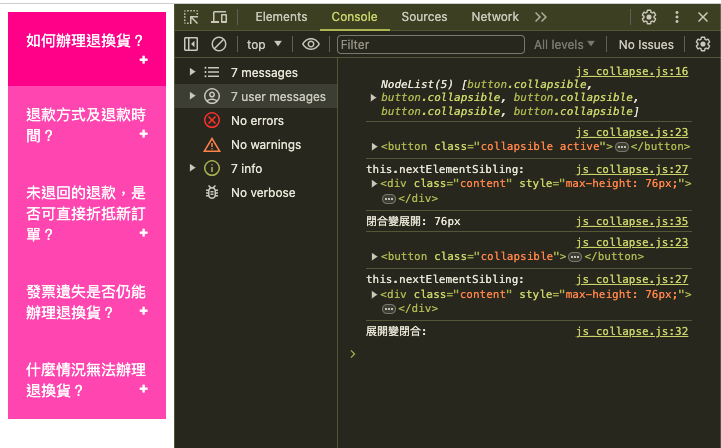 如何辦理退換貨？
+
退款方式及退款時
間？
+
未退回的退款，是
否可直接折抵新訂
單？
+
發票遺失是否仍能
辦理退換貨？
+
什麼情況無法辦理
退換貨？
+
Elements Console Sources Network
top Filter All levels No Issues
7 messages
7 user messages
No errors
No warnings
7 info
No verbose
js_collapse.js:16
NodeList(5) [button.collapsible,
button.collapsible, button.collapsible,
button.collapsible, button.collapsible]
js_collapse.js:23
<button class="collapsible active">…</button>
this.nextElementSibling: js_collapse.js:27
<div class="content" style="max-height: 76px;">
…</div>
閉合變展開: 76px js_collapse.js:35
js_collapse.js:23
<button class="collapsible">…</button>
this.nextElementSibling: js_collapse.js:27
<div class="content" style="max-height: 76px;">
…</div>
展開變閉合: js_collapse.js:32